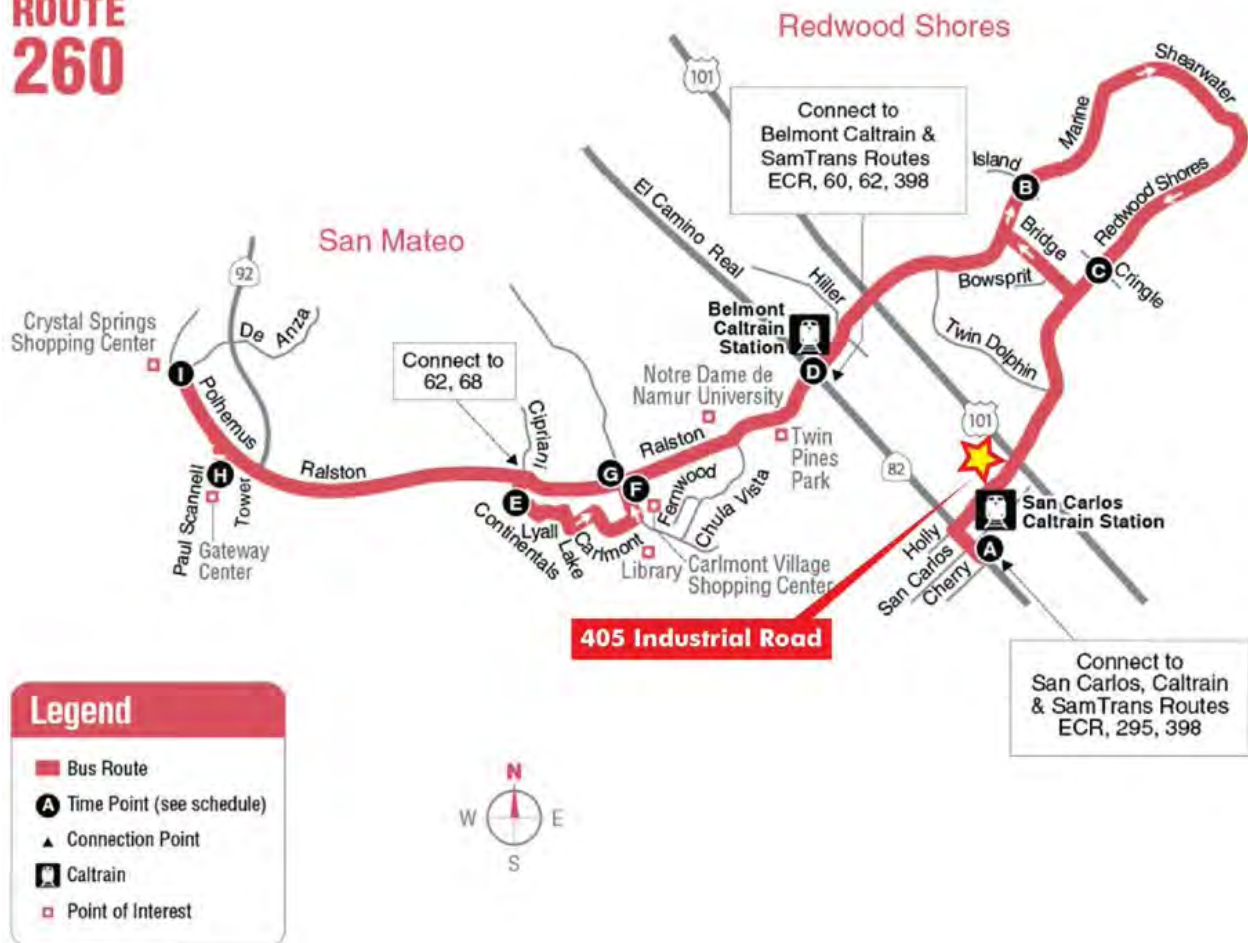 ROUTE
260
Redwood Shores
101
Shearwater
Connect to
Belmont Caltrain &
SamTrans Routes
ECR, 60, 62, 398
Marine
Island
B
Redwood Shores
El Camino Real
Bridge
San Mateo
C
Cringle
Bowsprit
Hiller
92
Belmont
Caltrain
Station
Crystal Springs
Shopping Center
De Anza
Twin Dolphin
Connect to
62, 68
D
I
Notre Dame de
Namur University
Polhemus
Cipriani
101
Ralston
Twin
Pines
Park
Ralston
82
G
F
H
Fernwood
Tower
E
San Carlos
Caltrain Station
Chula Vista
Continentals
Lyall
Lake
Carlmont
Paul Scannell
Gateway
Center
Holly
A
San Carlos
Cherry
Library
Carlmont Village
Shopping Center
405 Industrial Road
Connect to
San Carlos, Caltrain
& SamTrans Routes
ECR, 295, 398
Legend
Bus Route
A Time Point (see schedule)
Connection Point
Caltrain
Point of Interest
N
W E
S